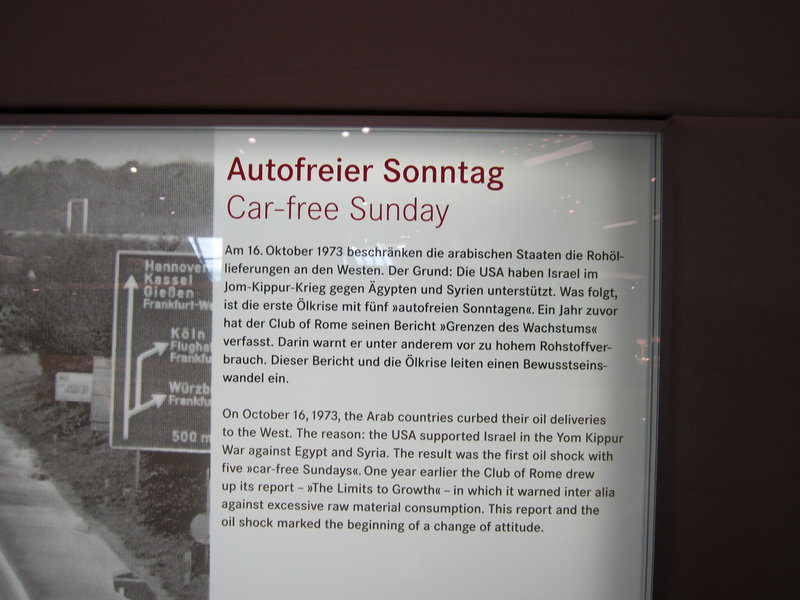 Autofreier Sonntag
Car-free Sunday
Am 16. Oktober 1973 beschränken die arabischen Staaten die Rohöl-
lieferungen an den Westen. Der Grund: Die USA haben Israel im
Jom-Kippur-Krieg gegen Ägypten und Syrien unterstützt. Was folgt,
ist die erste Ölkrise mit fünf »autofreien Sonntagen«. Ein Jahr zuvor
hat der Club of Rome seinen Bericht »Grenzen des Wachstums«
verfasst. Darin warnt er unter anderem vor zu hohem Rohstoffver-
brauch. Dieser Bericht und die Ölkrise leiten einen Bewusstseins-
wandel ein.
On October 16, 1973, the Arab countries curbed their oil deliveries
to the West. The reason: the USA supported Israel in the Yom Kippur
War against Egypt and Syria. The result was the first oil shock with
five »car-free Sundays«. One year earlier the Club of Rome drew
up its report – »The Limits to Growth« – in which it warned inter alia
against excessive raw material consumption. This report and the
oil shock marked the beginning of a change of attitude.
Hannover
Kassel
Gießen
Frankfurt-We
Köln
Flughaf
Frankfu
Würzb
Frankfu
500 m